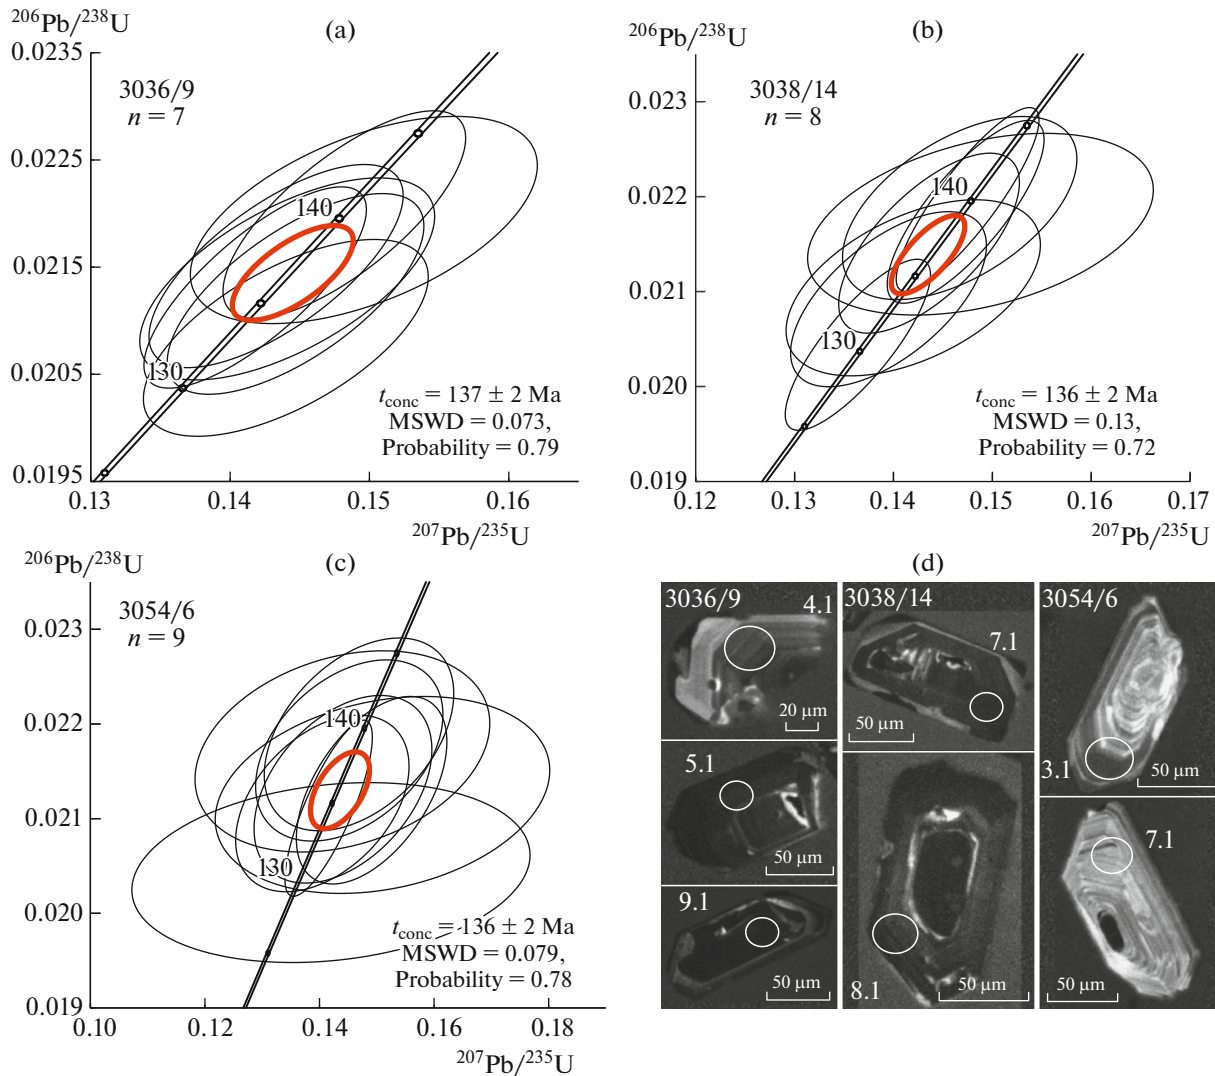 206Pb/238U
(a)
0.0235
3036/9
n = 7
0.0225
140
0.0215
0.0205
130
t_conc = 137 ± 2 Ma
MSWD = 0.073,
Probability = 0.79
0.0195
0.13 0.14 0.15 0.16
207Pb/235U
206Pb/238U
(b)
0.023
3038/14
n = 8
0.022
140
0.021
130
0.020
t_conc = 136 ± 2 Ma
MSWD = 0.13,
Probability = 0.72
0.019
0.12 0.13 0.14 0.15 0.16 0.17
207Pb/235U
206Pb/238U
(c)
0.023
3054/6
n = 9
0.022
140
0.021
130
0.020
t_conc = 136 ± 2 Ma
MSWD = 0.079,
Probability = 0.78
0.019
0.10 0.12 0.14 0.16 0.18
207Pb/235U
(d)
3036/9
4.1
20 μm
5.1
50 μm
9.1
50 μm
3038/14
7.1
50 μm
8.1
50 μm
3054/6
3.1
50 μm
7.1
50 μm